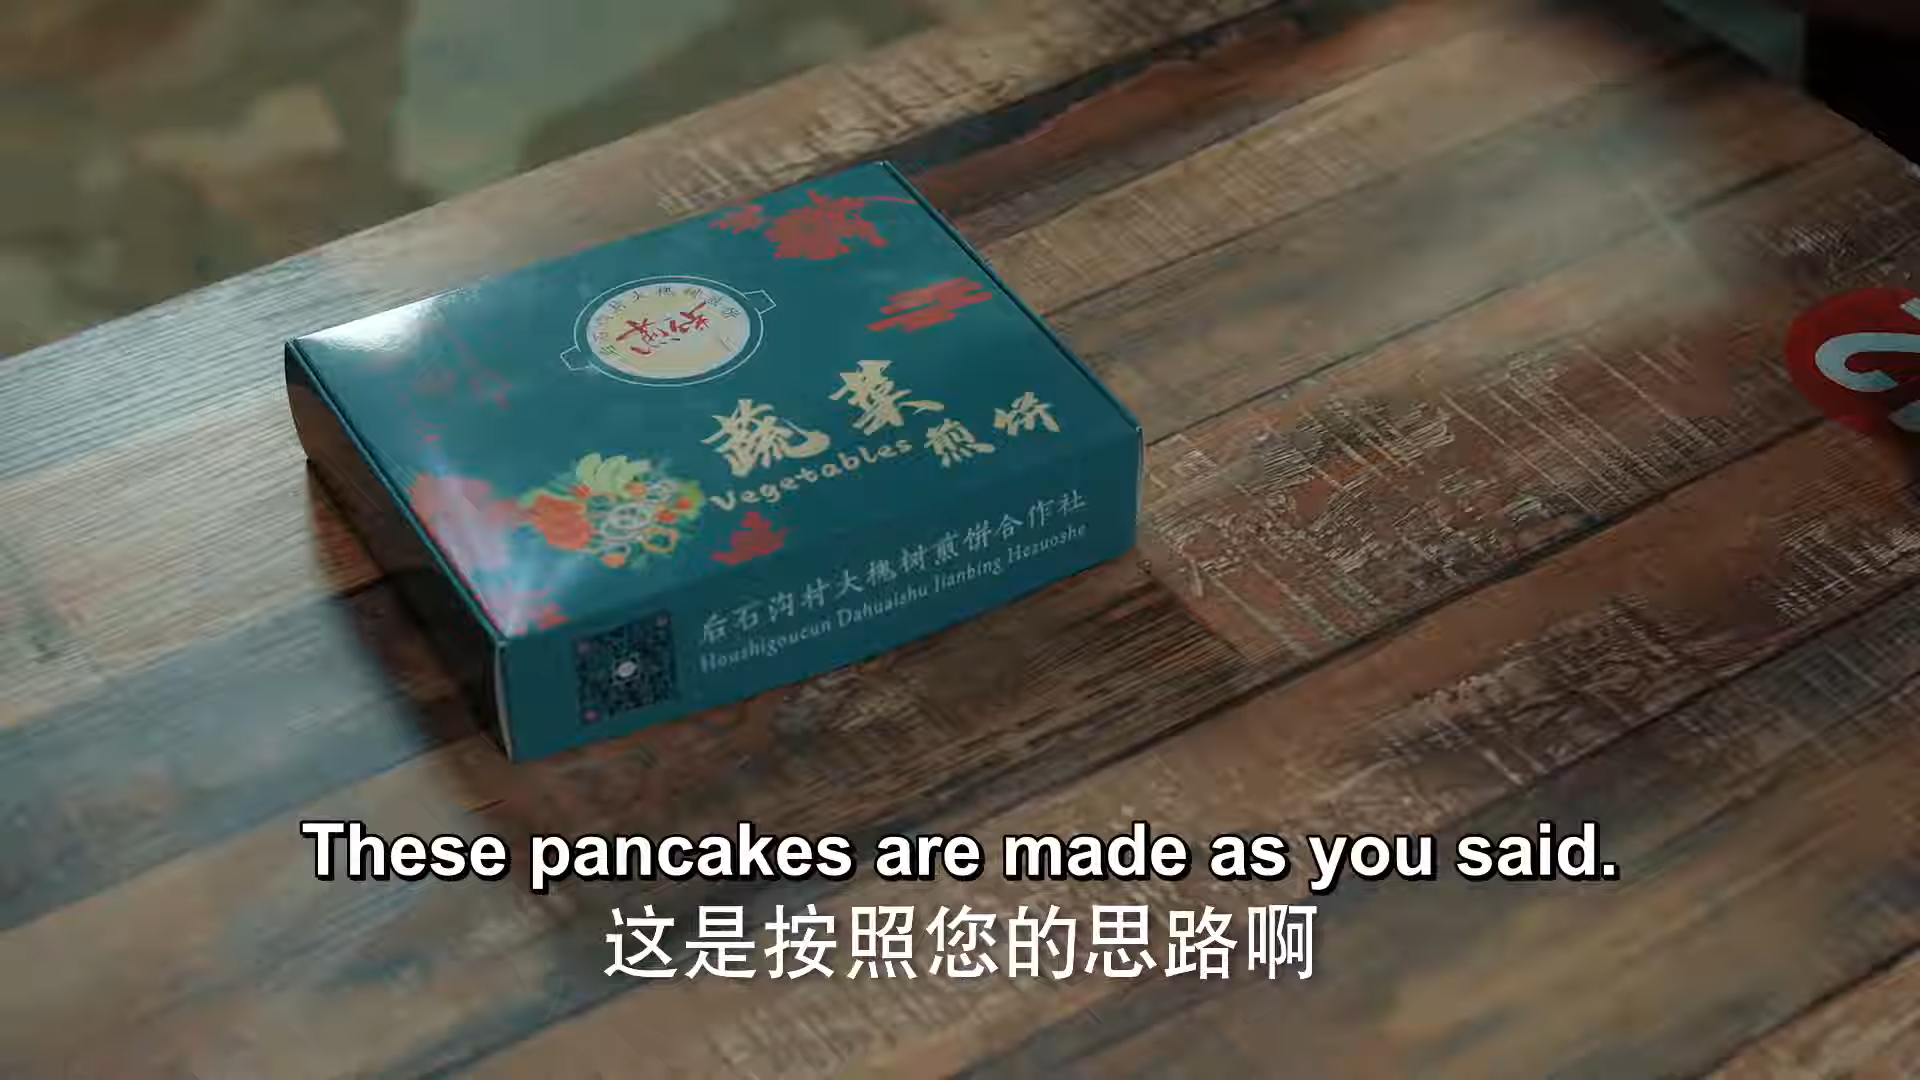 蔬菜
煎饼
Vegetables
后石沟村大槐树煎饼合作社
Houshigoucun Dahuaishu Jianbing Hezuoshe
These pancakes are made as you said.
这是按照您的思路啊